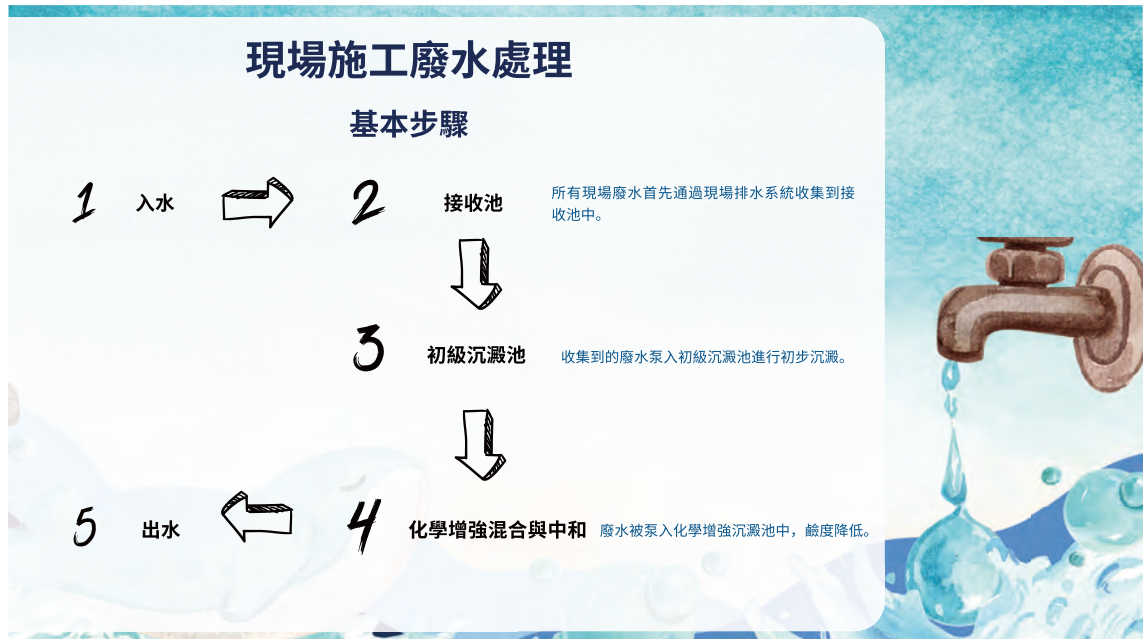 現場施工廢水處理
基本步驟
1 入水
2 接收池
所有現場廢水首先通過現場排水系統收集到接
收池中。
3 初級沉澱池
收集到的廢水泵入初級沉澱池進行初步沉澱。
4 化學增強混合與中和
廢水被泵入化學增強沉澱池中，鹼度降低。
5 出水